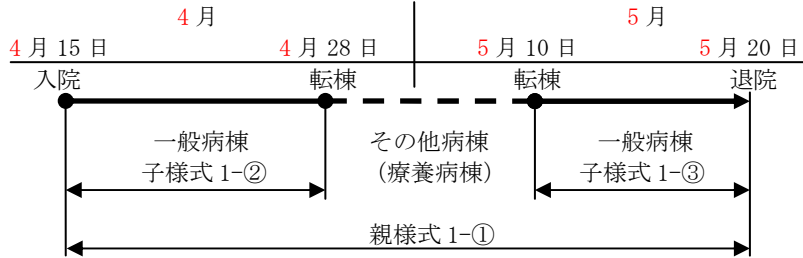 4月 5月
4月15日 4月28日 5月10日 5月20日
入院 転棟 転棟 退院
一般病棟 その他病棟 一般病棟
子様式1-② （療養病棟） 子様式1-③
親様式1-①